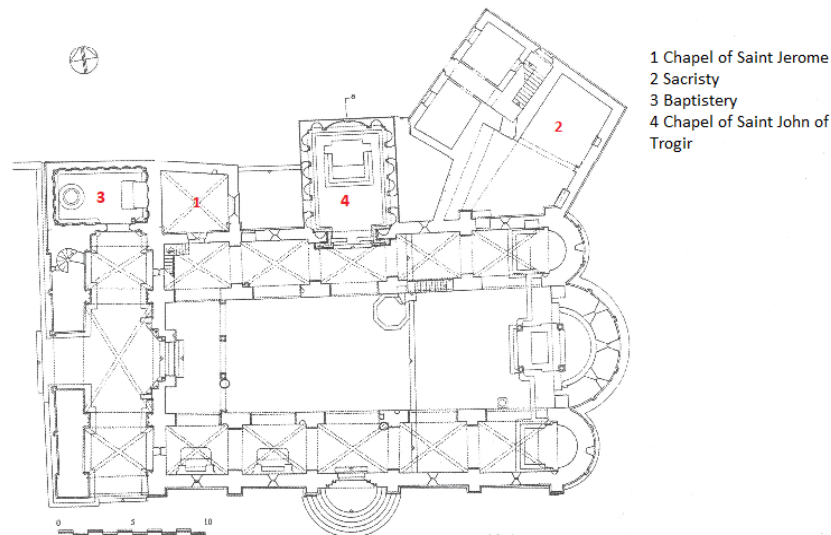 1 Chapel of Saint Jerome
2 Sacristy
3 Baptistery
4 Chapel of Saint John of
Trogir
2
3
1
4
a
0 5 10